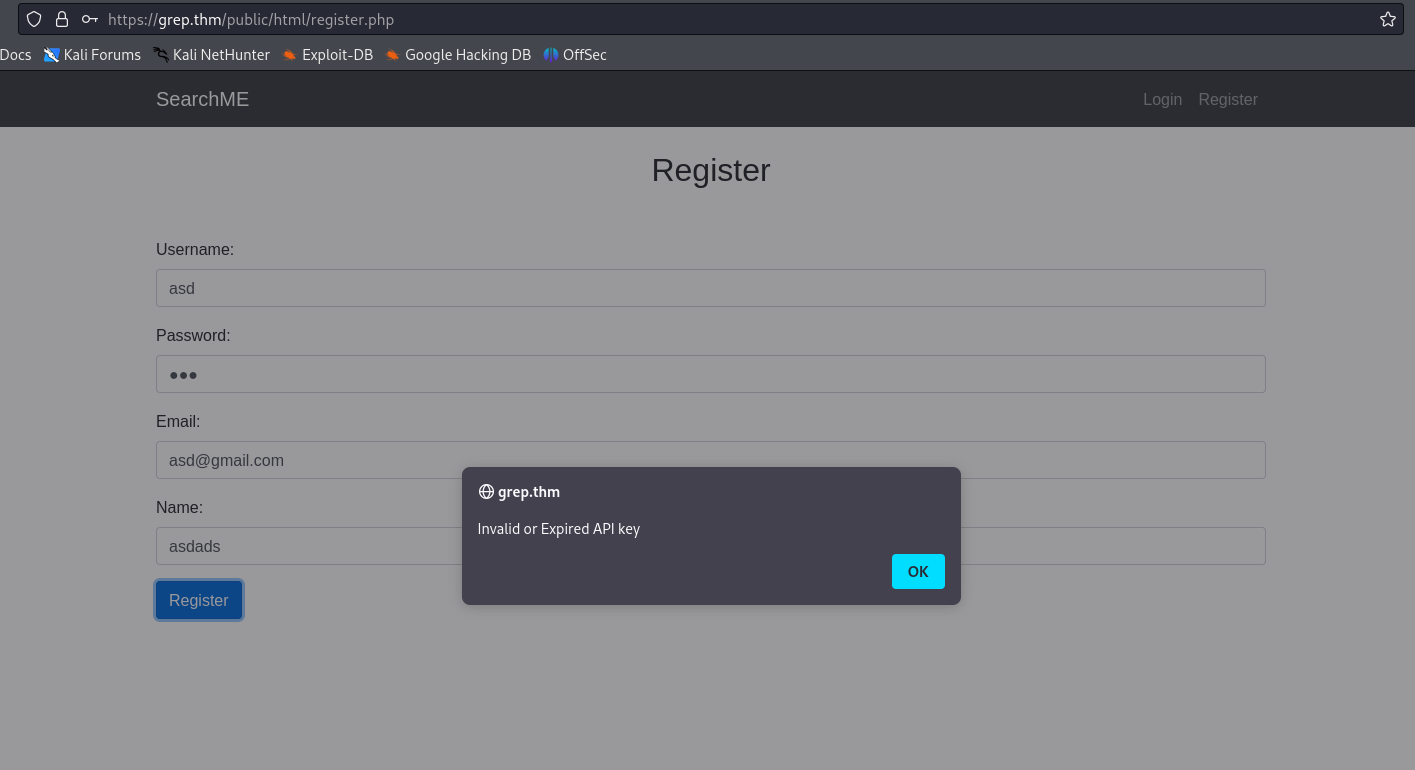 https://grep.thm/public/html/register.php
Docs Kali Forums Kali NetHunter Exploit-DB Google Hacking DB OffSec
SearchME Login Register
Register
Username:
asd
Password:
●●●
Email:
asd@gmail.com
grep.thm
Name:
Invalid or Expired API key
asdads
OK
Register